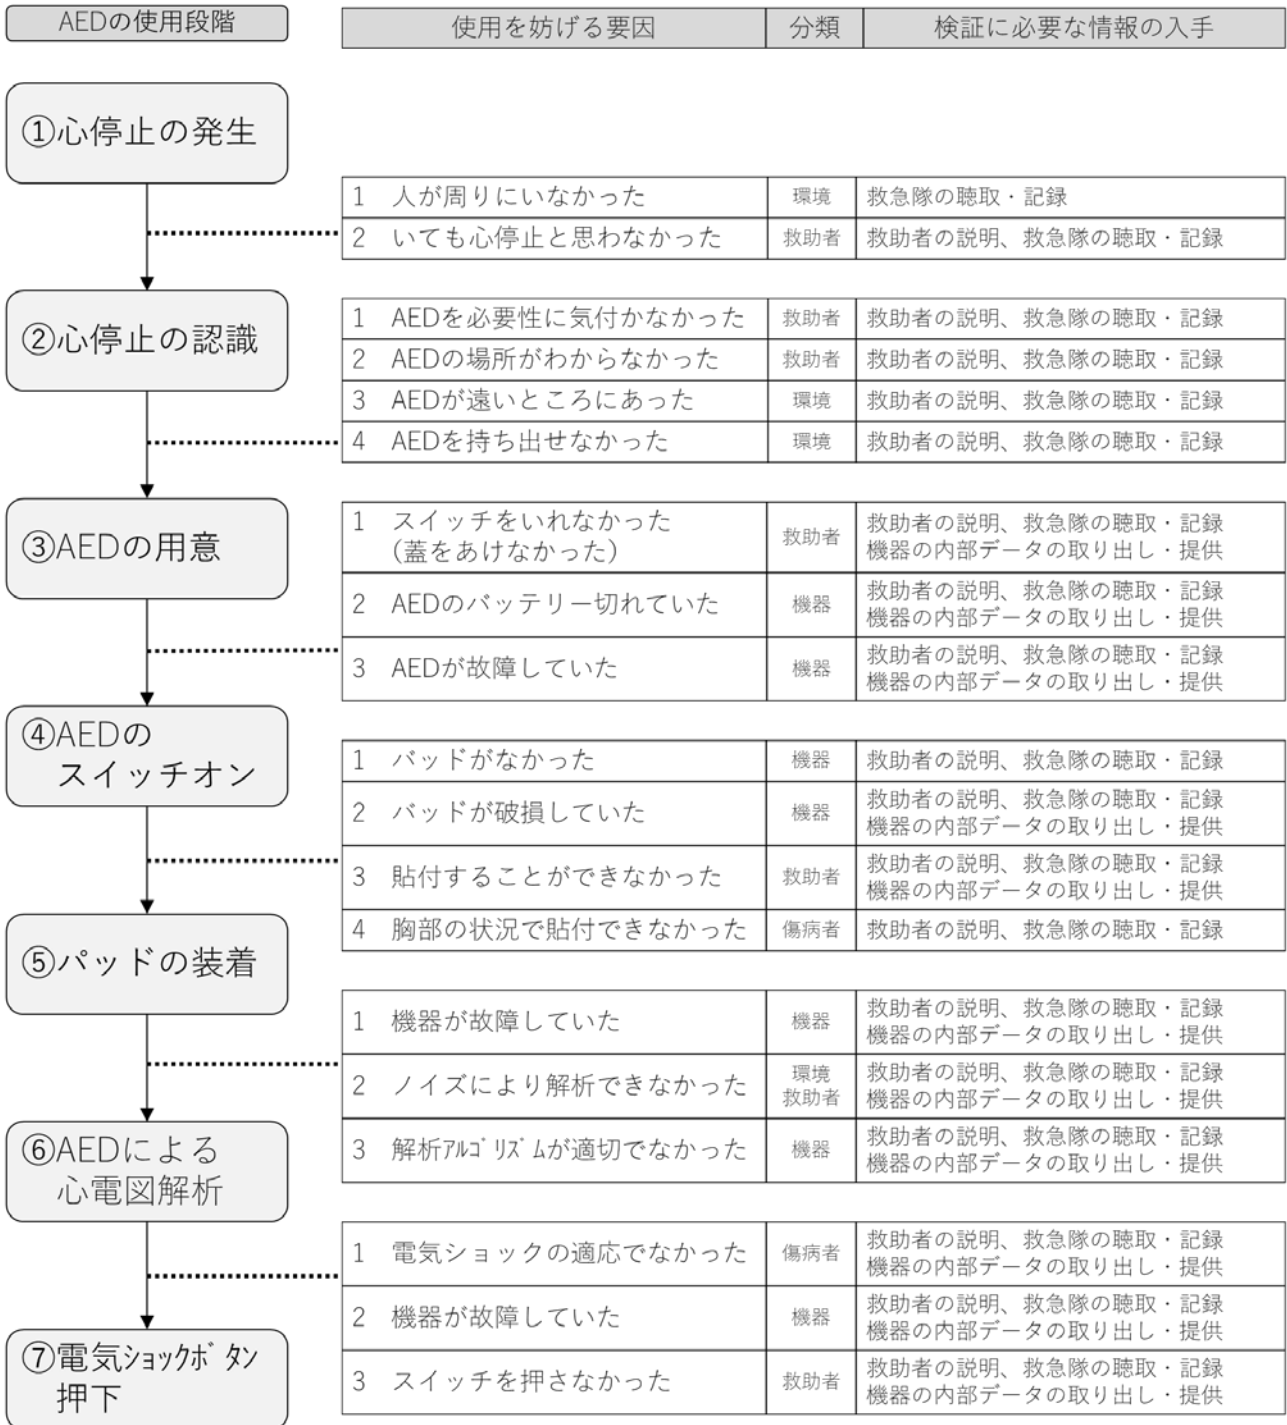 AEDの使用段階
使用を妨げる要因 分類 検証に必要な情報の入手
①心停止の発生
1 人が周りにいなかった 環境 救急隊の聴取・記録
2 いても心停止と思わなかった 救助者 救助者の説明、救急隊の聴取・記録
②心停止の認識
1 AEDを必要性に気付かなかった 救助者 救助者の説明、救急隊の聴取・記録
2 AEDの場所がわからなかった 救助者 救助者の説明、救急隊の聴取・記録
3 AEDが遠いところにあった 環境 救助者の説明、救急隊の聴取・記録
4 AEDを持ち出せなかった 環境 救助者の説明、救急隊の聴取・記録
③AEDの用意
1 スイッチをいれなかった
(蓋をあけなかった)
救助者
救助者の説明、救急隊の聴取・記録
機器の内部データの取り出し・提供
2 AEDのバッテリー切れていた 機器
救助者の説明、救急隊の聴取・記録
機器の内部データの取り出し・提供
3 AEDが故障していた 機器
救助者の説明、救急隊の聴取・記録
機器の内部データの取り出し・提供
④AEDの
スイッチオン
1 バッドがなかった 機器 救助者の説明、救急隊の聴取・記録
2 バッドが破損していた 機器
救助者の説明、救急隊の聴取・記録
機器の内部データの取り出し・提供
3 貼付することができなかった 救助者
救助者の説明、救急隊の聴取・記録
機器の内部データの取り出し・提供
4 胸部の状況で貼付できなかった 傷病者 救助者の説明、救急隊の聴取・記録
⑤パッドの装着
1 機器が故障していた 機器
救助者の説明、救急隊の聴取・記録
機器の内部データの取り出し・提供
2 ノイズにより解析できなかった
環境
救助者
救助者の説明、救急隊の聴取・記録
機器の内部データの取り出し・提供
3 解析ｱﾙｺﾞﾘｽﾞﾑが適切でなかった 機器
救助者の説明、救急隊の聴取・記録
機器の内部データの取り出し・提供
⑥AEDによる
心電図解析
1 電気ショックの適応でなかった 傷病者
救助者の説明、救急隊の聴取・記録
機器の内部データの取り出し・提供
2 機器が故障していた 機器
救助者の説明、救急隊の聴取・記録
機器の内部データの取り出し・提供
⑦電気ｼｮｯｸﾎﾞﾀﾝ
押下
3 スイッチを押さなかった 救助者
救助者の説明、救急隊の聴取・記録
機器の内部データの取り出し・提供